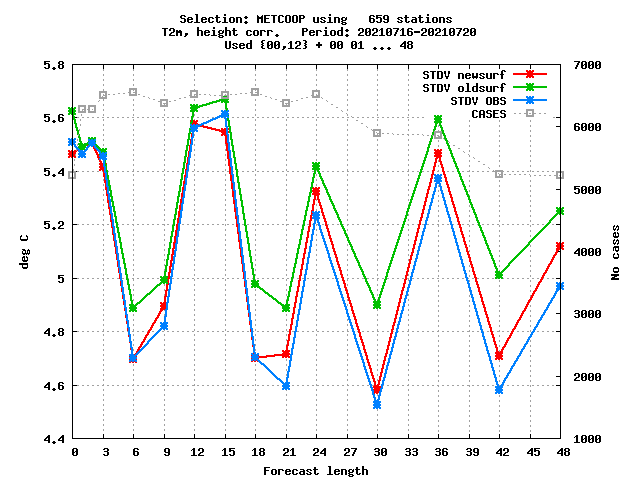 Selection: METCOOP using   659 stations
T2m, height corr.   Period: 20210716-20210720
Used {00,12} + 00 01 ... 48
STDV newsurf
STDV oldsurf
STDV OBS
CASES
deg C
5.8
5.6
5.4
5.2
5
4.8
4.6
4.4
7000
6000
5000
4000
3000
2000
1000
No cases
0 3 6 9 12 15 18 21 24 27 30 33 36 39 42 45 48
Forecast length